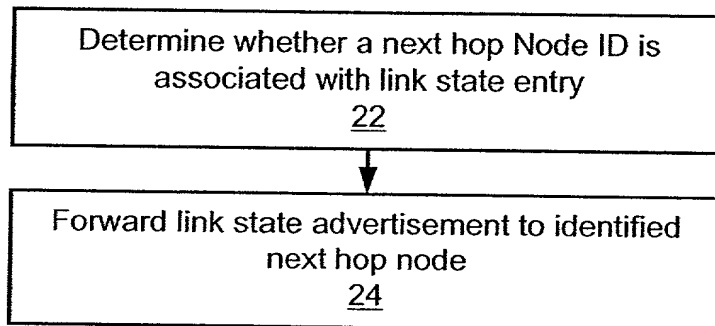 Determine whether a next hop Node ID is
associated with link state entry
22
Forward link state advertisement to identified
next hop node
24